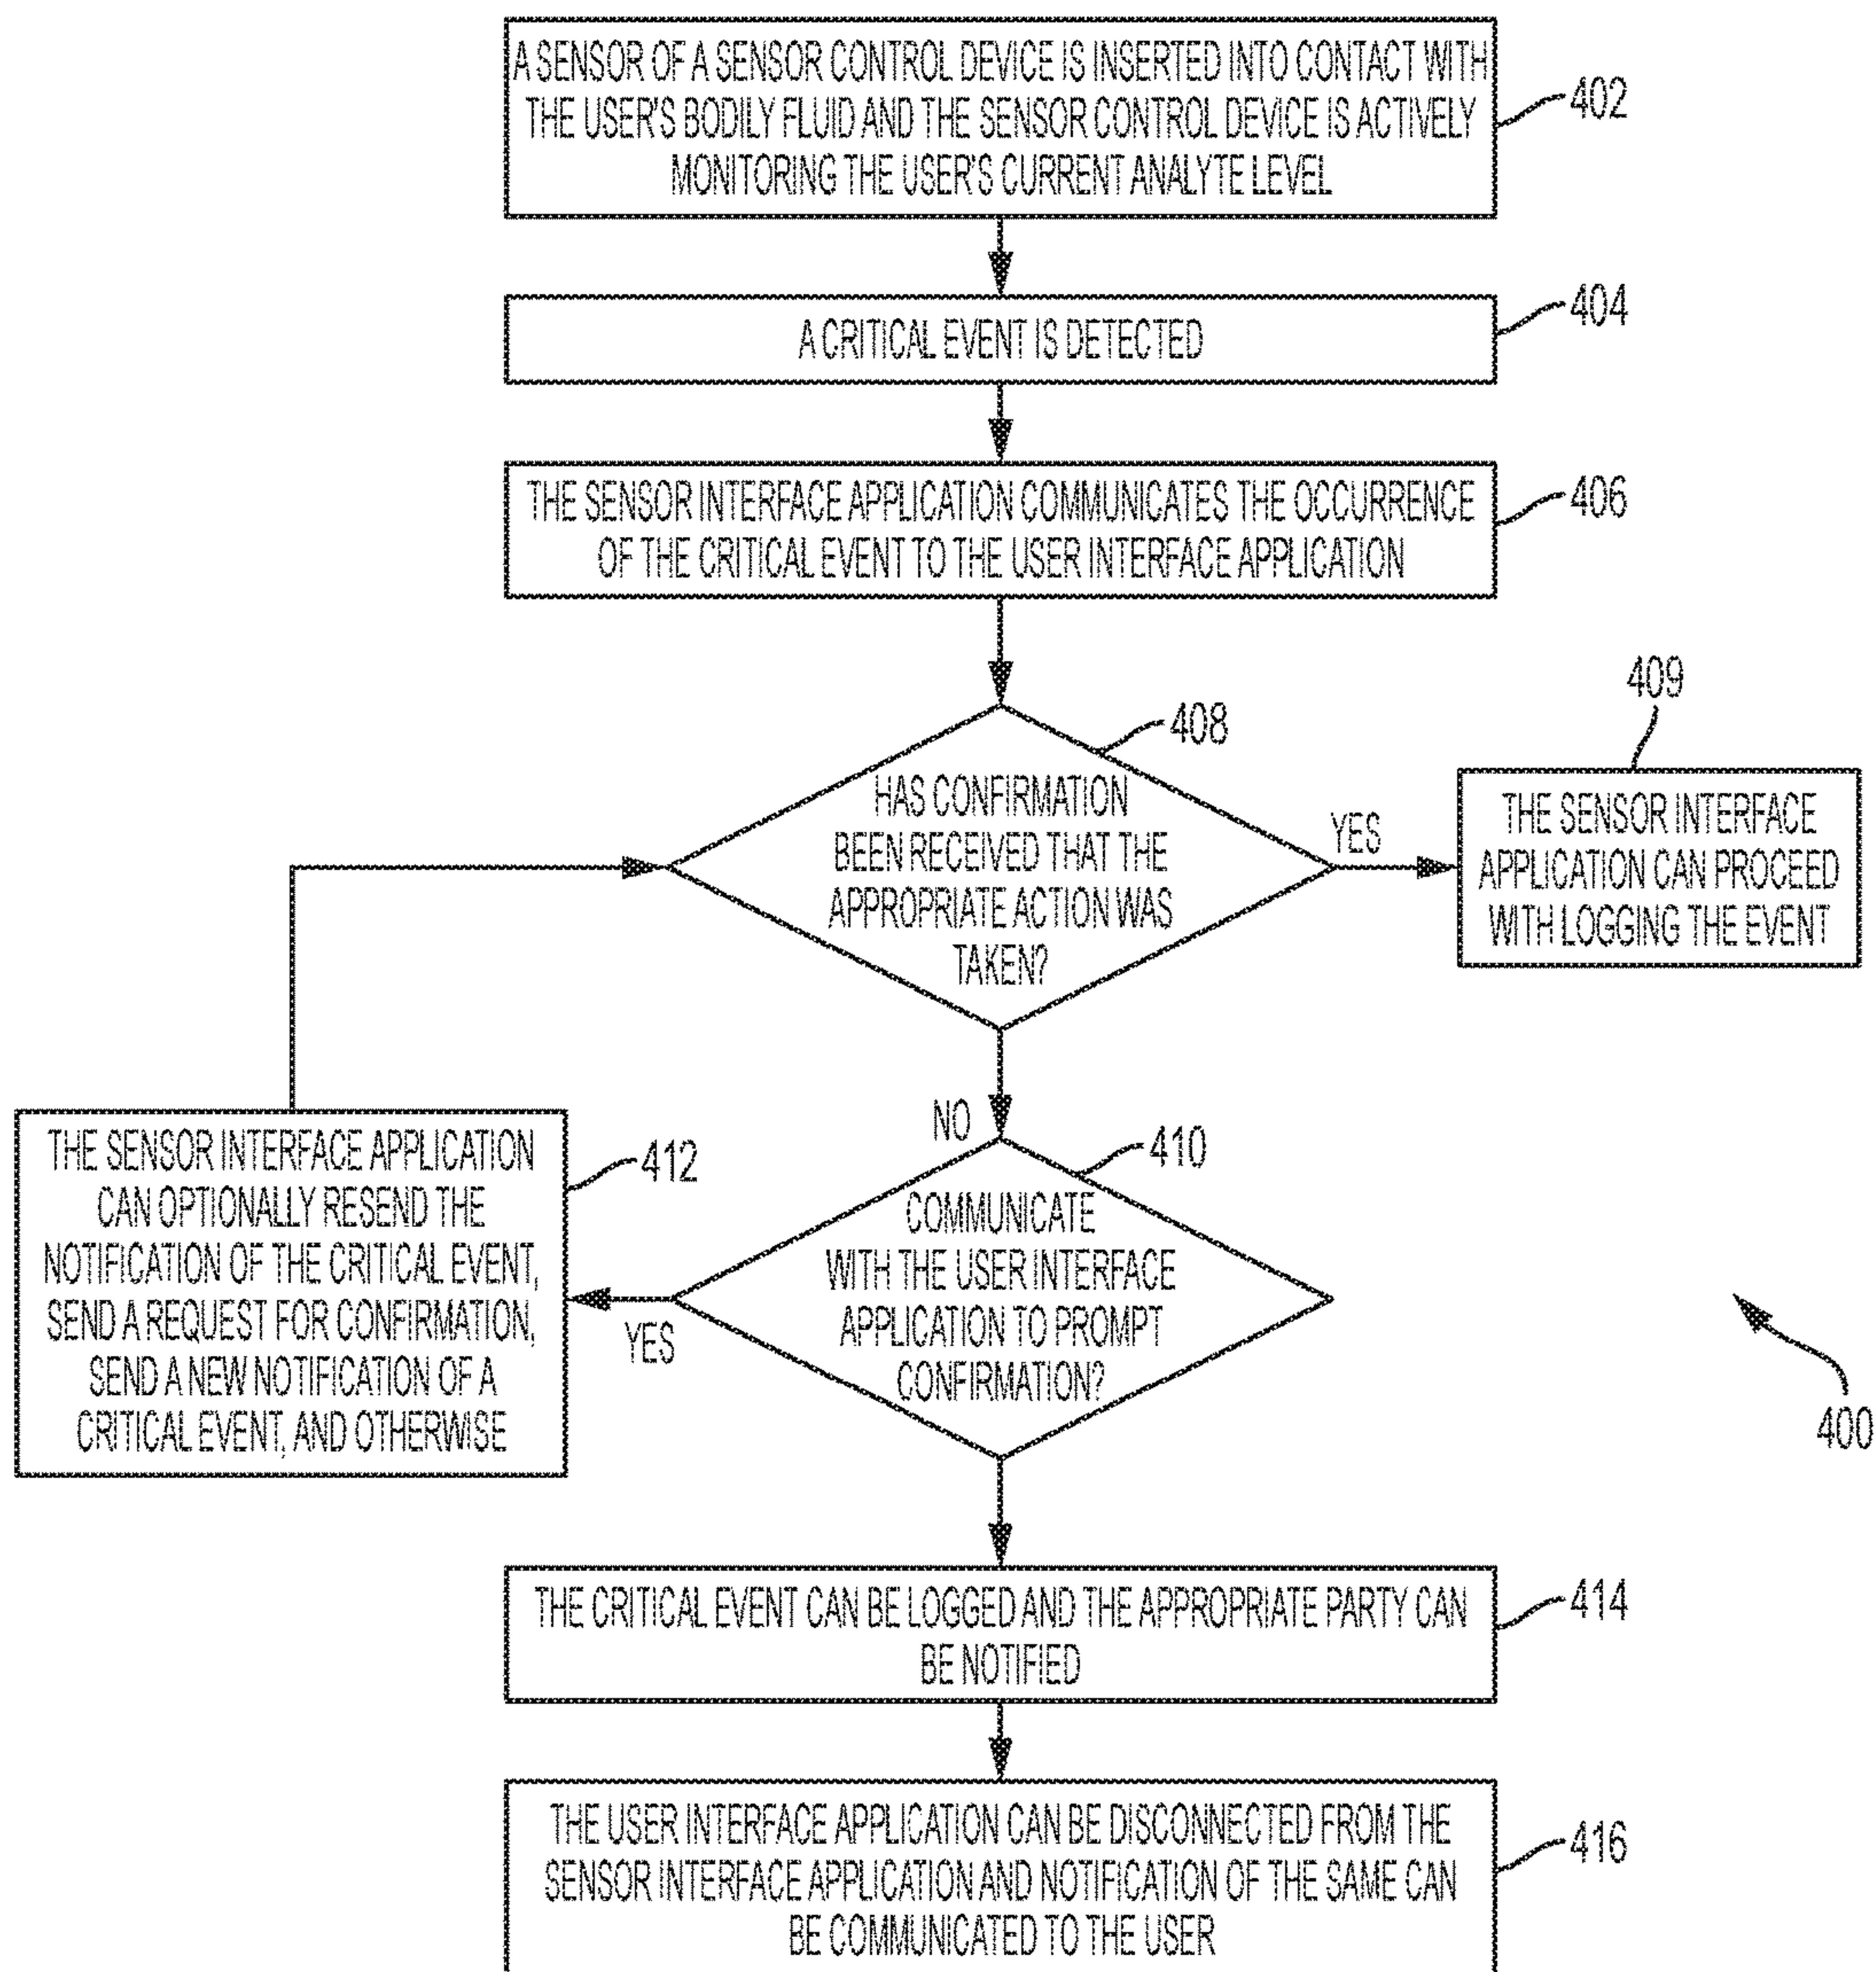 A SENSOR OF A SENSOR CONTROL DEVICE IS INSERTED INTO CONTACT WITH
THE USER'S BODILY FLUID AND THE SENSOR CONTROL DEVICE IS ACTIVELY
MONITORING THE USER'S CURRENT ANALYTE LEVEL
402
A CRITICAL EVENT IS DETECTED
404
THE SENSOR INTERFACE APPLICATION COMMUNICATES THE OCCURRENCE
OF THE CRITICAL EVENT TO THE USER INTERFACE APPLICATION
406
HAS CONFIRMATION
BEEN RECEIVED THAT THE
APPROPRIATE ACTION WAS
TAKEN?
408
YES
409
THE SENSOR INTERFACE
APPLICATION CAN PROCEED
WITH LOGGING THE EVENT
NO
COMMUNICATE
WITH THE USER INTERFACE
APPLICATION TO PROMPT
CONFIRMATION?
410
YES
THE SENSOR INTERFACE APPLICATION
CAN OPTIONALLY RESEND THE
NOTIFICATION OF THE CRITICAL EVENT,
SEND A REQUEST FOR CONFIRMATION,
SEND A NEW NOTIFICATION OF A
CRITICAL EVENT, AND OTHERWISE
412
400
THE CRITICAL EVENT CAN BE LOGGED AND THE APPROPRIATE PARTY CAN
BE NOTIFIED
414
THE USER INTERFACE APPLICATION CAN BE DISCONNECTED FROM THE
SENSOR INTERFACE APPLICATION AND NOTIFICATION OF THE SAME CAN
BE COMMUNICATED TO THE USER
416